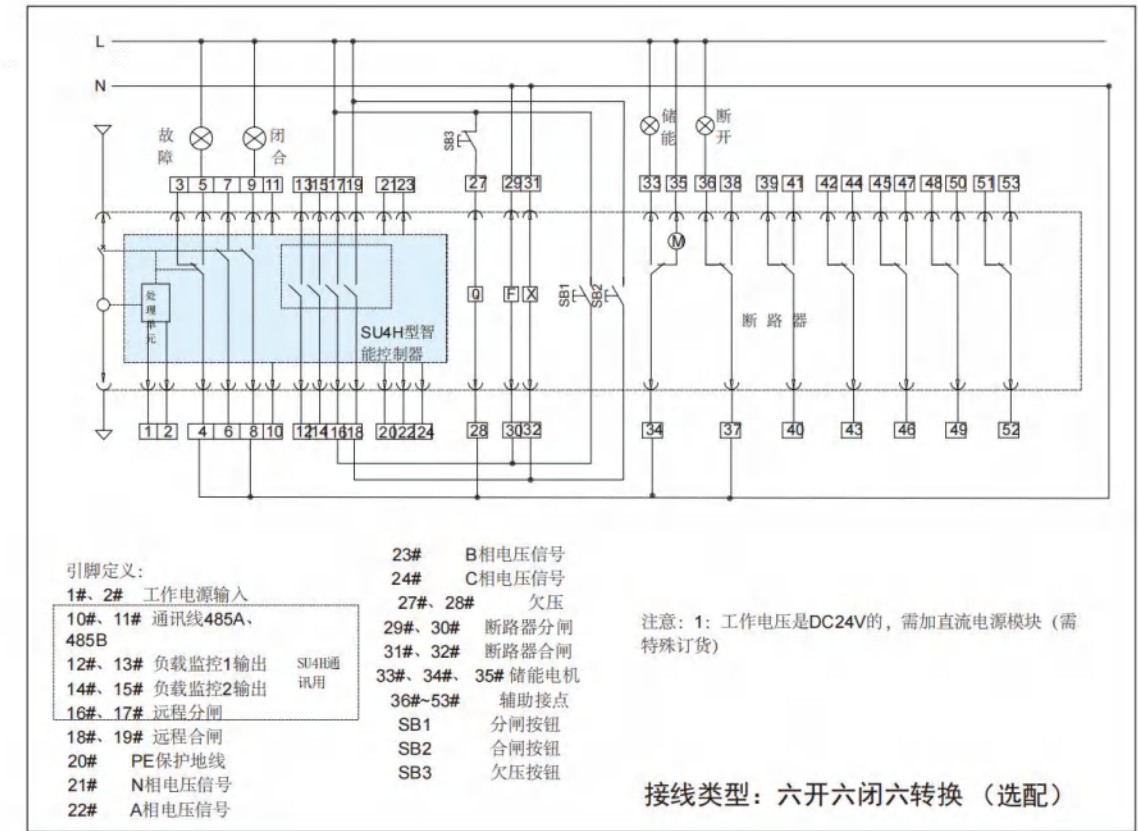 L
N
故障
闭合
SB3
储能
断开
3 5 7 9 11 13 15 17 19 21 23 27 29 31 33 35 36 38 39 41 42 44 45 47 48 50 51 53
M
处理单元
Q F X
SB1 SB2
断 路 器
SU4H型智
能控制器
1 2 4 6 8 10 12 14 16 18 20 22 24 28 30 32 34 37 40 43 46 49 52
引脚定义：
1#、2# 工作电源输入
10#、11# 通讯线485A、
485B
12#、13# 负载监控1输出
14#、15# 负载监控2输出
SU4H通
讯用
16#、17# 远程分闸
18#、19# 远程合闸
20# PE保护地线
21# N相电压信号
22# A相电压信号
23# B相电压信号
24# C相电压信号
27#、28# 欠压
29#、30# 断路器分闸
31#、32# 断路器合闸
33#、34#、 35# 储能电机
36#~53# 辅助接点
SB1 分闸按钮
SB2 合闸按钮
SB3 欠压按钮
注意：1：工作电压是DC24V的，需加直流电源模块（需
特殊订货）
接线类型：六开六闭六转换 （选配）